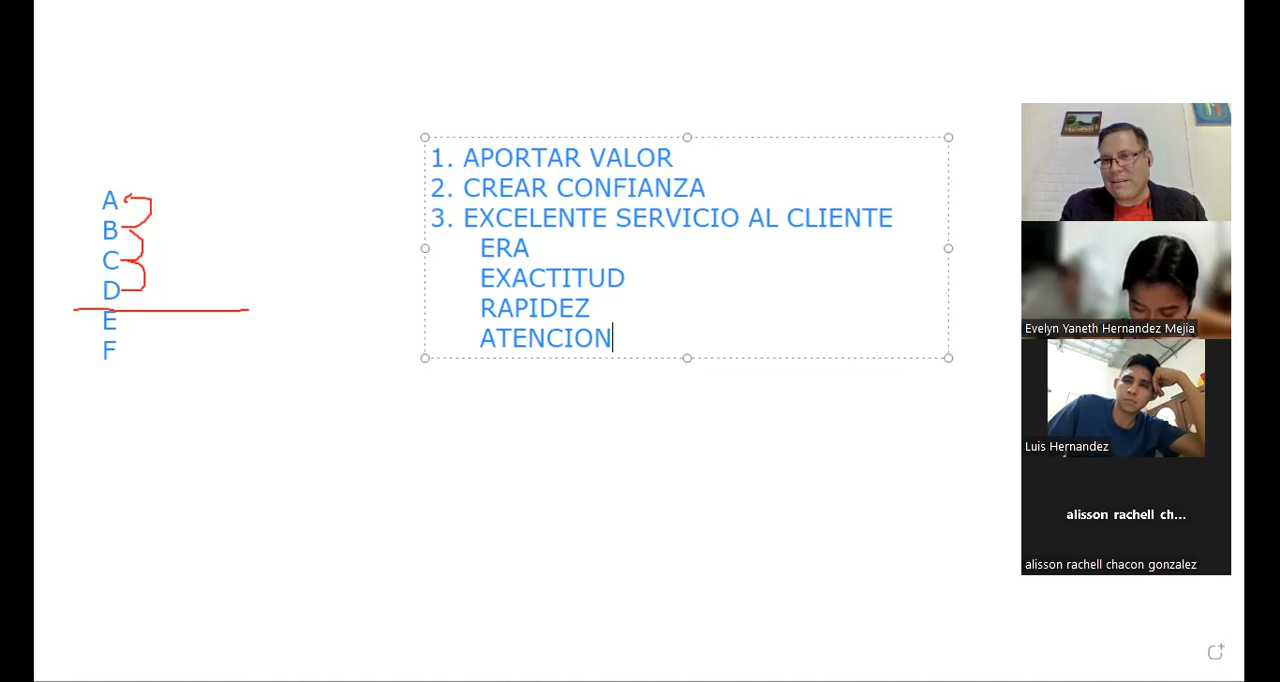 A
B
C
D
E
F
1. APORTAR VALOR
2. CREAR CONFIANZA
3. EXCELENTE SERVICIO AL CLIENTE
ERA
EXACTITUD
RAPIDEZ
ATENCION
Evelyn Yaneth Hernandez Mejia
Luis Hernandez
alisson rachell ch...
alisson rachell chacon gonzalez